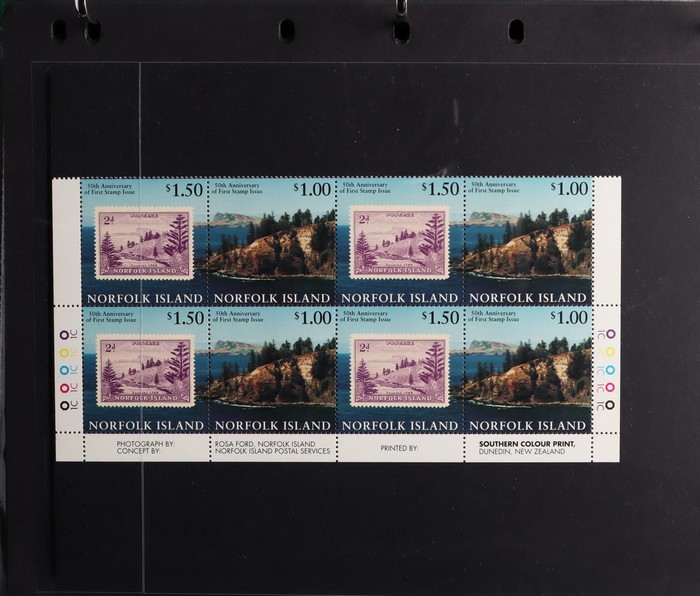 50th Anniversary
of First Stamp Issue
$1.50
2d
NORFOLK ISLAND
NORFOLK ISLAND
50th Anniversary
of First Stamp Issue
$1.00
NORFOLK ISLAND
50th Anniversary
of First Stamp Issue
$1.50
2d
NORFOLK ISLAND
NORFOLK ISLAND
50th Anniversary
of First Stamp Issue
$1.00
NORFOLK ISLAND
50th Anniversary
of First Stamp Issue
$1.50
2d
NORFOLK ISLAND
NORFOLK ISLAND
50th Anniversary
of First Stamp Issue
$1.00
NORFOLK ISLAND
50th Anniversary
of First Stamp Issue
$1.50
2d
NORFOLK ISLAND
NORFOLK ISLAND
50th Anniversary
of First Stamp Issue
$1.00
NORFOLK ISLAND
1C
1C
1C
1C
1C
1C
PHOTOGRAPH BY:
CONCEPT BY:
ROSA FORD, NORFOLK ISLAND
NORFOLK ISLAND POSTAL SERVICES
PRINTED BY:
SOUTHERN COLOUR PRINT,
DUNEDIN, NEW ZEALAND